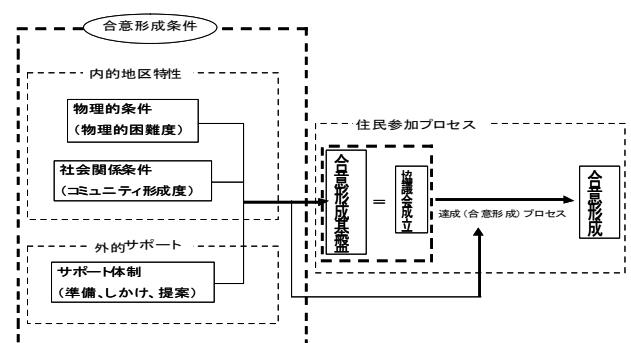 合意形成条件
内的地区特性
物理的条件
（物理的困難度）
社会関係条件
（コミュニティ形成度）
外的サポート
サポート体制
（準備、しかけ、提案）
住民参加プロセス
合意形成基盤
＝
協議会成立
達成（合意形成）プロセス
合意形成